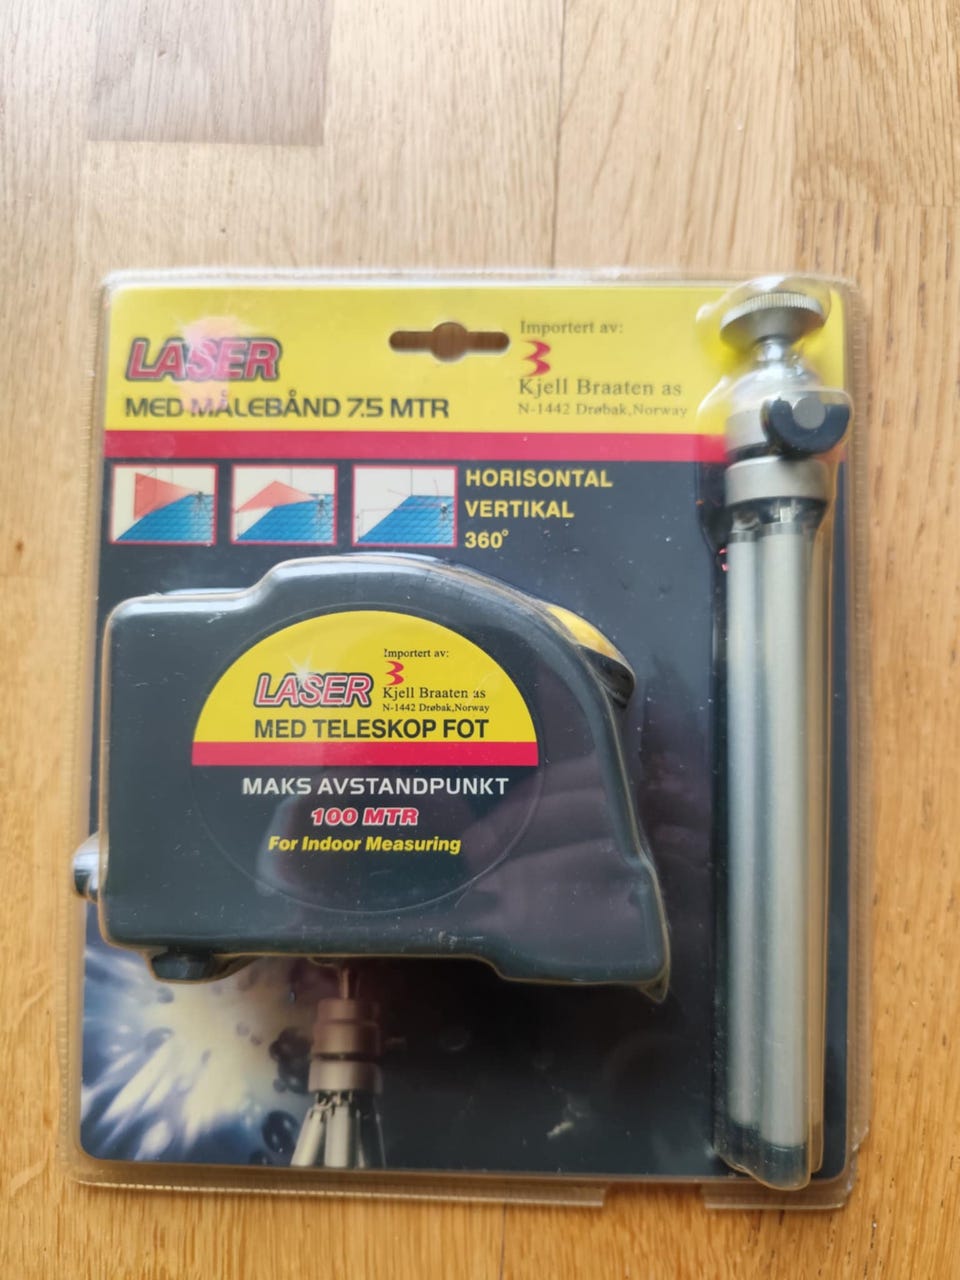 LASER
MED MÅLEBÅND 7.5 MTR
Importert av:
Kjell Braaten as
N-1442 Drøbak,Norway
HORISONTAL
VERTIKAL
360°
LASER
Importert av:
Kjell Braaten as
N-1442 Drøbak,Norway
MED TELESKOP FOT
MAKS AVSTANDPUNKT
100 MTR
For Indoor Measuring